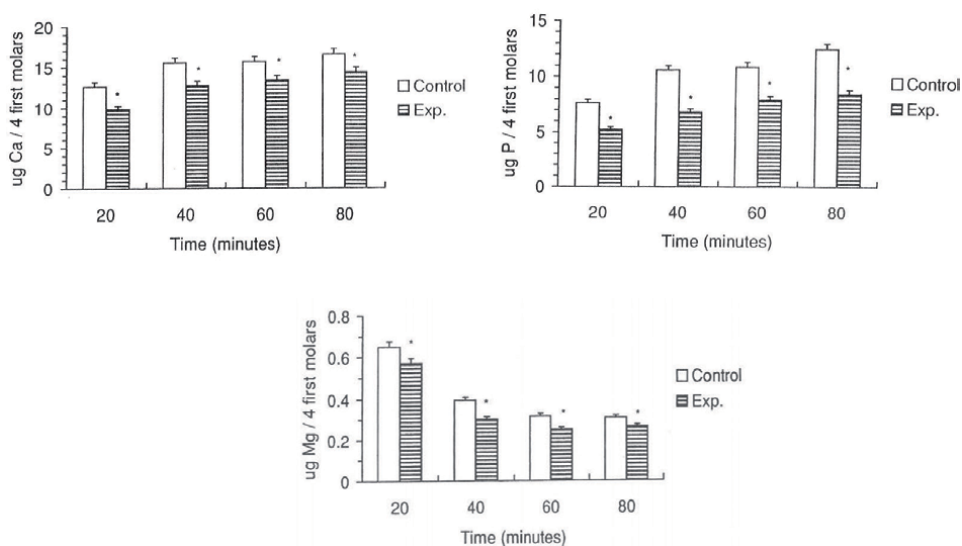 ug Ca / 4 first molars
20
15
10
5
0
* * * *
20 40 60 80
Time (minutes)
Control
Exp.
ug P / 4 first molars
15
10
5
0
* * * *
20 40 60 80
Time (minutes)
Control
Exp.
ug Mg / 4 first molars
0.8
0.6
0.4
0.2
0
* * * *
20 40 60 80
Time (minutes)
Control
Exp.